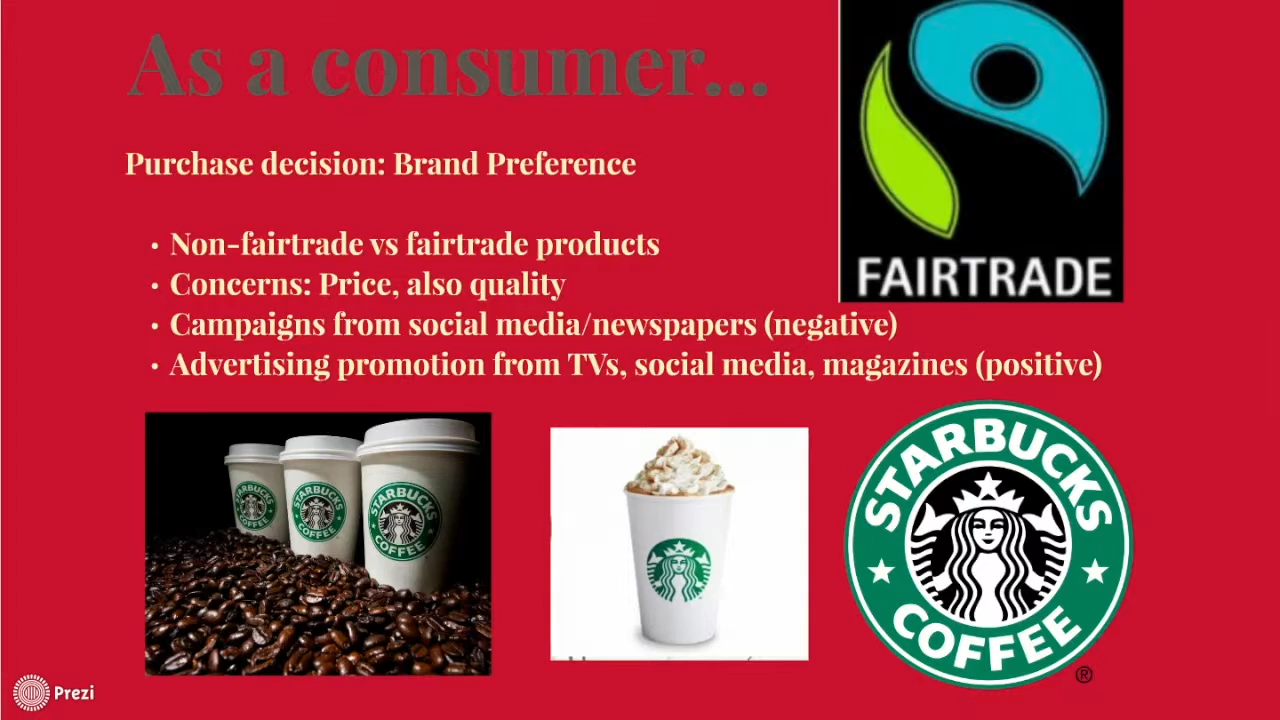 As a consumer...
Purchase decision: Brand Preference
• Non-fairtrade vs fairtrade products
• Concerns: Price, also quality
• Campaigns from social media/newspapers (negative)
• Advertising promotion from TVs, social media, magazines (positive)
FAIRTRADE
STARBUCKS
COFFEE
STARBUCKS
COFFEE
STARBUCKS
COFFEE
STARBUCKS
COFFEE
®
Prezi